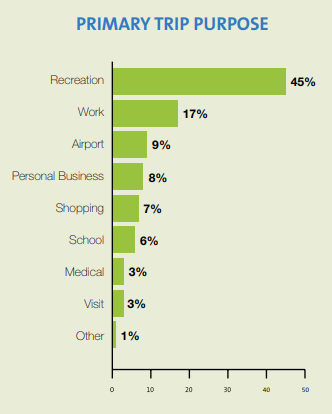 PRIMARY TRIP PURPOSE
Recreation 45%
Work 17%
Airport 9%
Personal Business 8%
Shopping 7%
School 6%
Medical 3%
Visit 3%
Other 1%
0 10 20 30 40 50